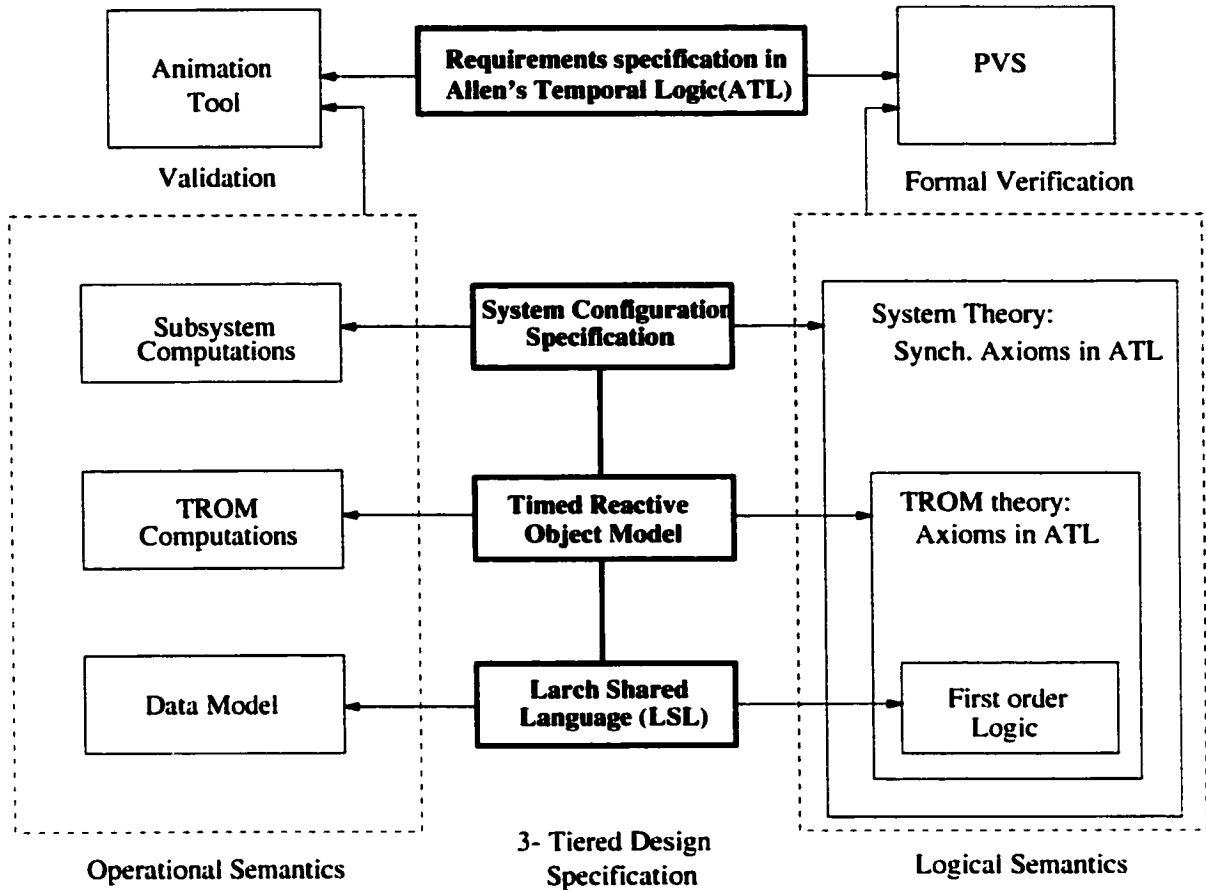 Animation
Tool
Requirements specification in
Allen's Temporal Logic(ATL)
PVS
Validation
Formal Verification
Subsystem
Computations
System Configuration
Specification
System Theory:
Synch. Axioms in ATL
TROM
Computations
Timed Reactive
Object Model
TROM theory:
Axioms in ATL
Data Model
Larch Shared
Language (LSL)
First order
Logic
Operational Semantics
3- Tiered Design
Specification
Logical Semantics